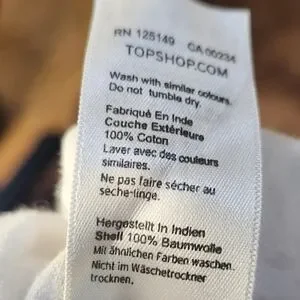 RN 125149 CA 00234
TOPSHOP.COM
Wash with similar colours.
Do not tumble dry.
Fabriqué En Inde
Couche Extérieure
100% Coton
Laver avec des couleurs
similaires.
Ne pas faire sécher au
seche-linge.
Hergestellt In Indien
Shell 100% Baumwolle
Mit ähnlichen Farben waschen.
Nicht im Wäschetrockner
trocknen.